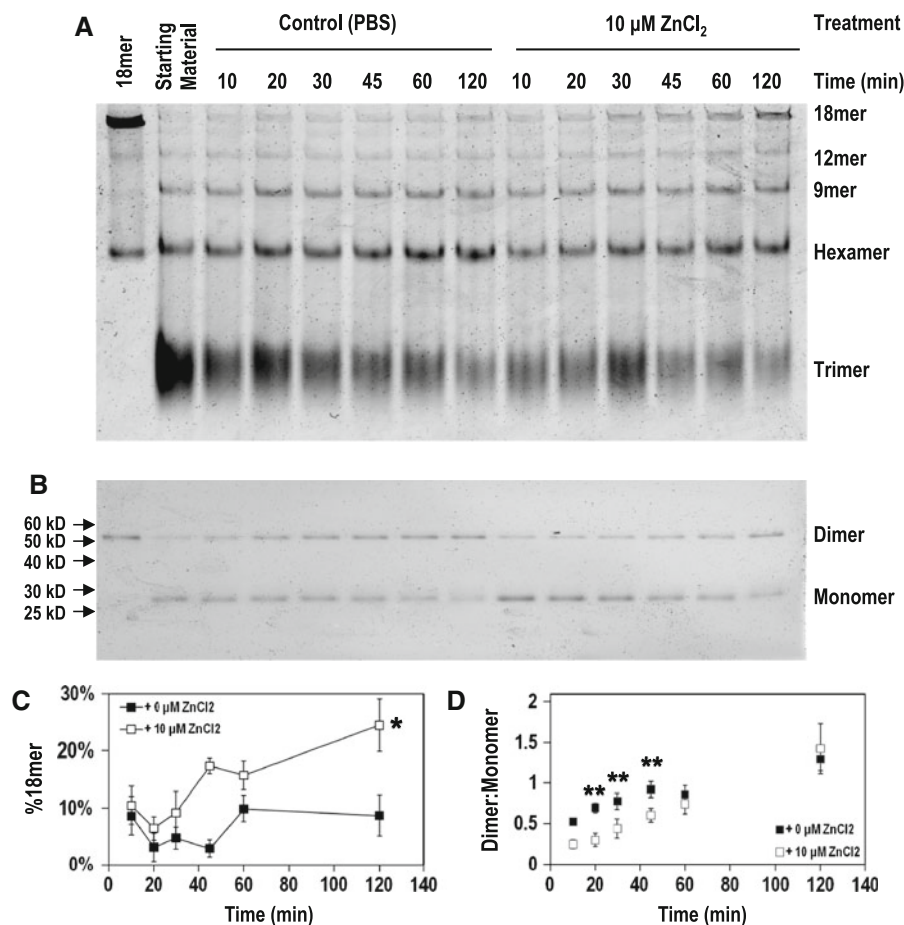 A
18mer
Starting Material
Control (PBS)
10 µM ZnCl2
Treatment
10 20 30 45 60 120 10 20 30 45 60 120 Time (min)
18mer
12mer
9mer
Hexamer
Trimer
B
60 kD
50 kD
40 kD
30 kD
25 kD
Dimer
Monomer
C
30%
20%
10%
0%
%18mer
+ 0 µM ZnCl2
+ 10 µM ZnCl2
*
0 20 40 60 80 100 120 140
Time (min)
D
2
1.5
1
0.5
0
Dimer:Monomer
** ** **
+ 0 µM ZnCl2
+ 10 µM ZnCl2
0 20 40 60 80 100 120 140
Time (min)